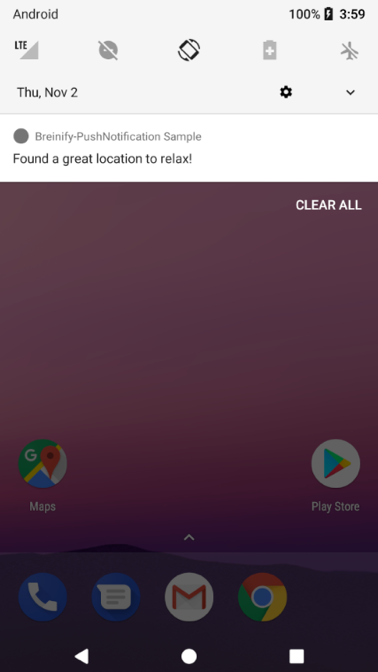 Android 100% 3:59
LTE
Thu, Nov 2
Breinify-PushNotification Sample
Found a great location to relax!
CLEAR ALL
G
Maps Play Store